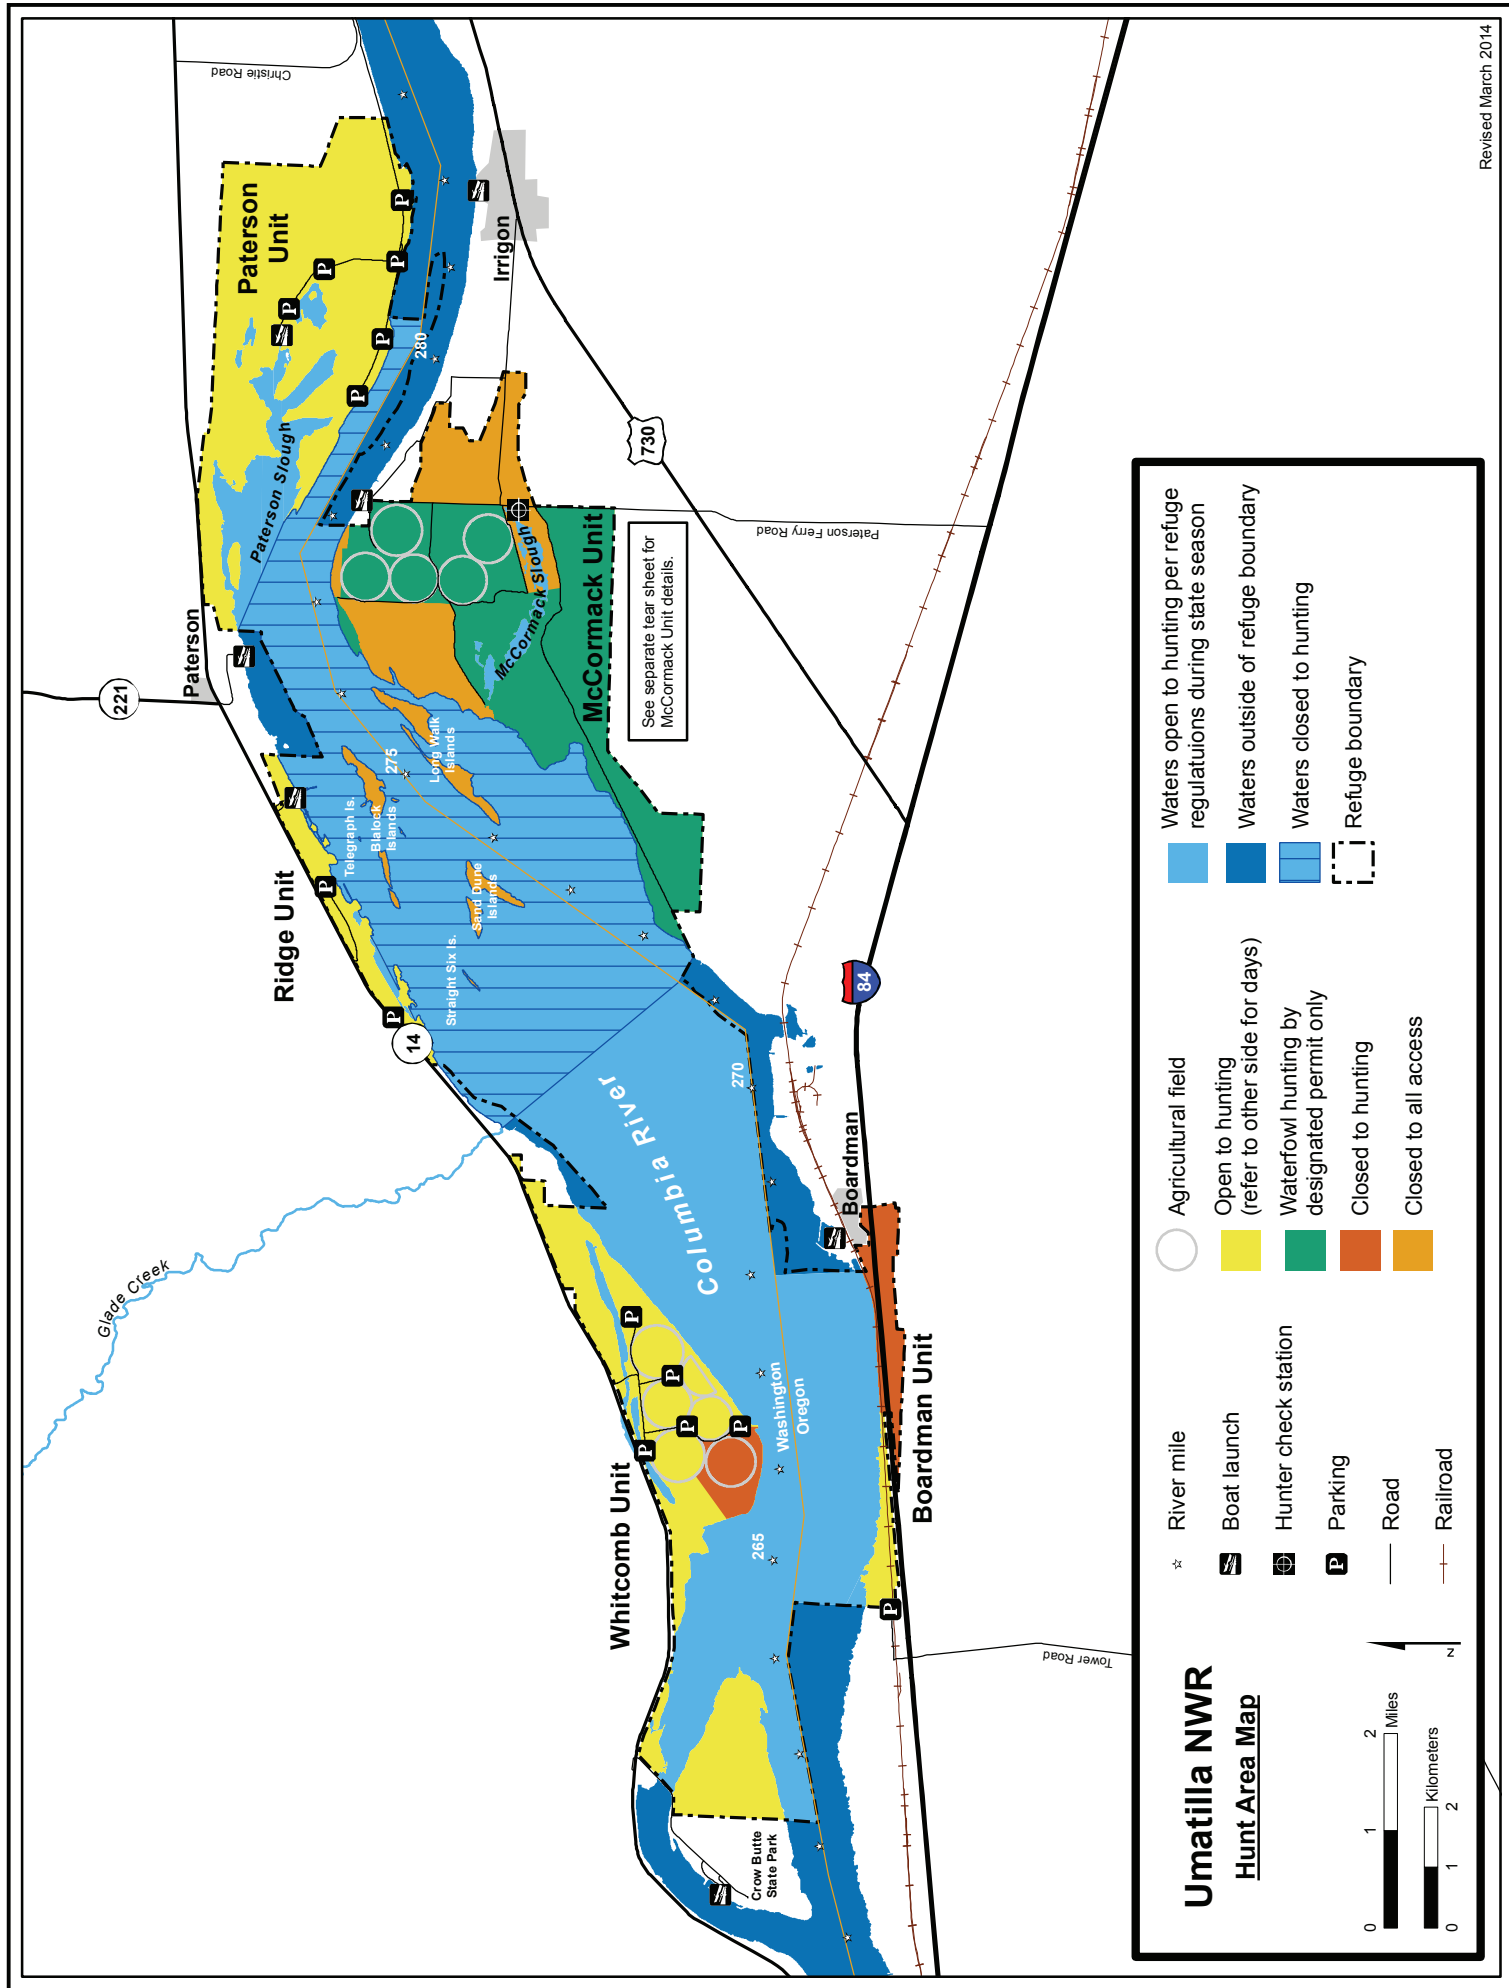 Christie Road
Paterson
Unit
Irrigon
280
Paterson Slough
730
Paterson Ferry Road
McCormack Slough
McCormack Unit
See separate tear sheet for
McCormack Unit details.
Paterson
221
275
Long Walk
Islands
Telegraph Is.
Blalock
Islands
Sand Dune
Islands
Straight Six Is.
Ridge Unit
14
84
Columbia River
270
Boardman
Glade Creek
Washington
Oregon
Boardman Unit
Whitcomb Unit
265
Tower Road
Crow Butte
State Park
P
P
P
P
P
P
P
P
P
P
P
P
P
P
Umatilla NWR
Hunt Area Map
0 1 2
Miles
Kilometers
0 1 2
N
River mile
Boat launch
Hunter check station
P Parking
Road
Railroad
Agricultural field
Open to hunting
(refer to other side for days)
Waterfowl hunting by
designated permit only
Closed to hunting
Closed to all access
Waters open to hunting per refuge
regulatuions during state season
Waters outside of refuge boundary
Waters closed to hunting
Refuge boundary
Revised March 2014